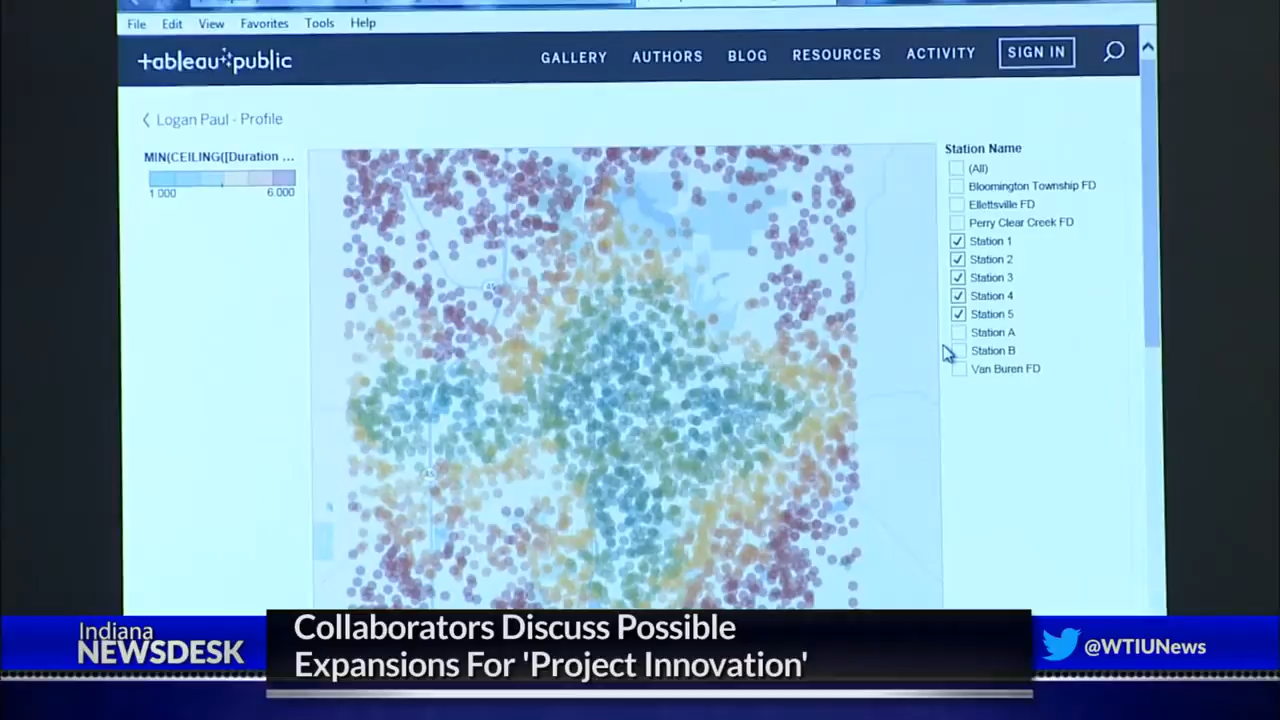 File Edit View Favorites Tools Help
tableau public
GALLERY AUTHORS BLOG RESOURCES ACTIVITY SIGN IN
Logan Paul - Profile
MIN(CEILING([Duration ...
1.000 6.000
Station Name
(All)
Bloomington Township FD
Ellettsville FD
Perry Clear Creek FD
Station 1
Station 2
Station 3
Station 4
Station 5
Station A
Station B
Van Buren FD
45
45
Indiana
NEWSDESK
Collaborators Discuss Possible
Expansions For 'Project Innovation'
@WTIUNews